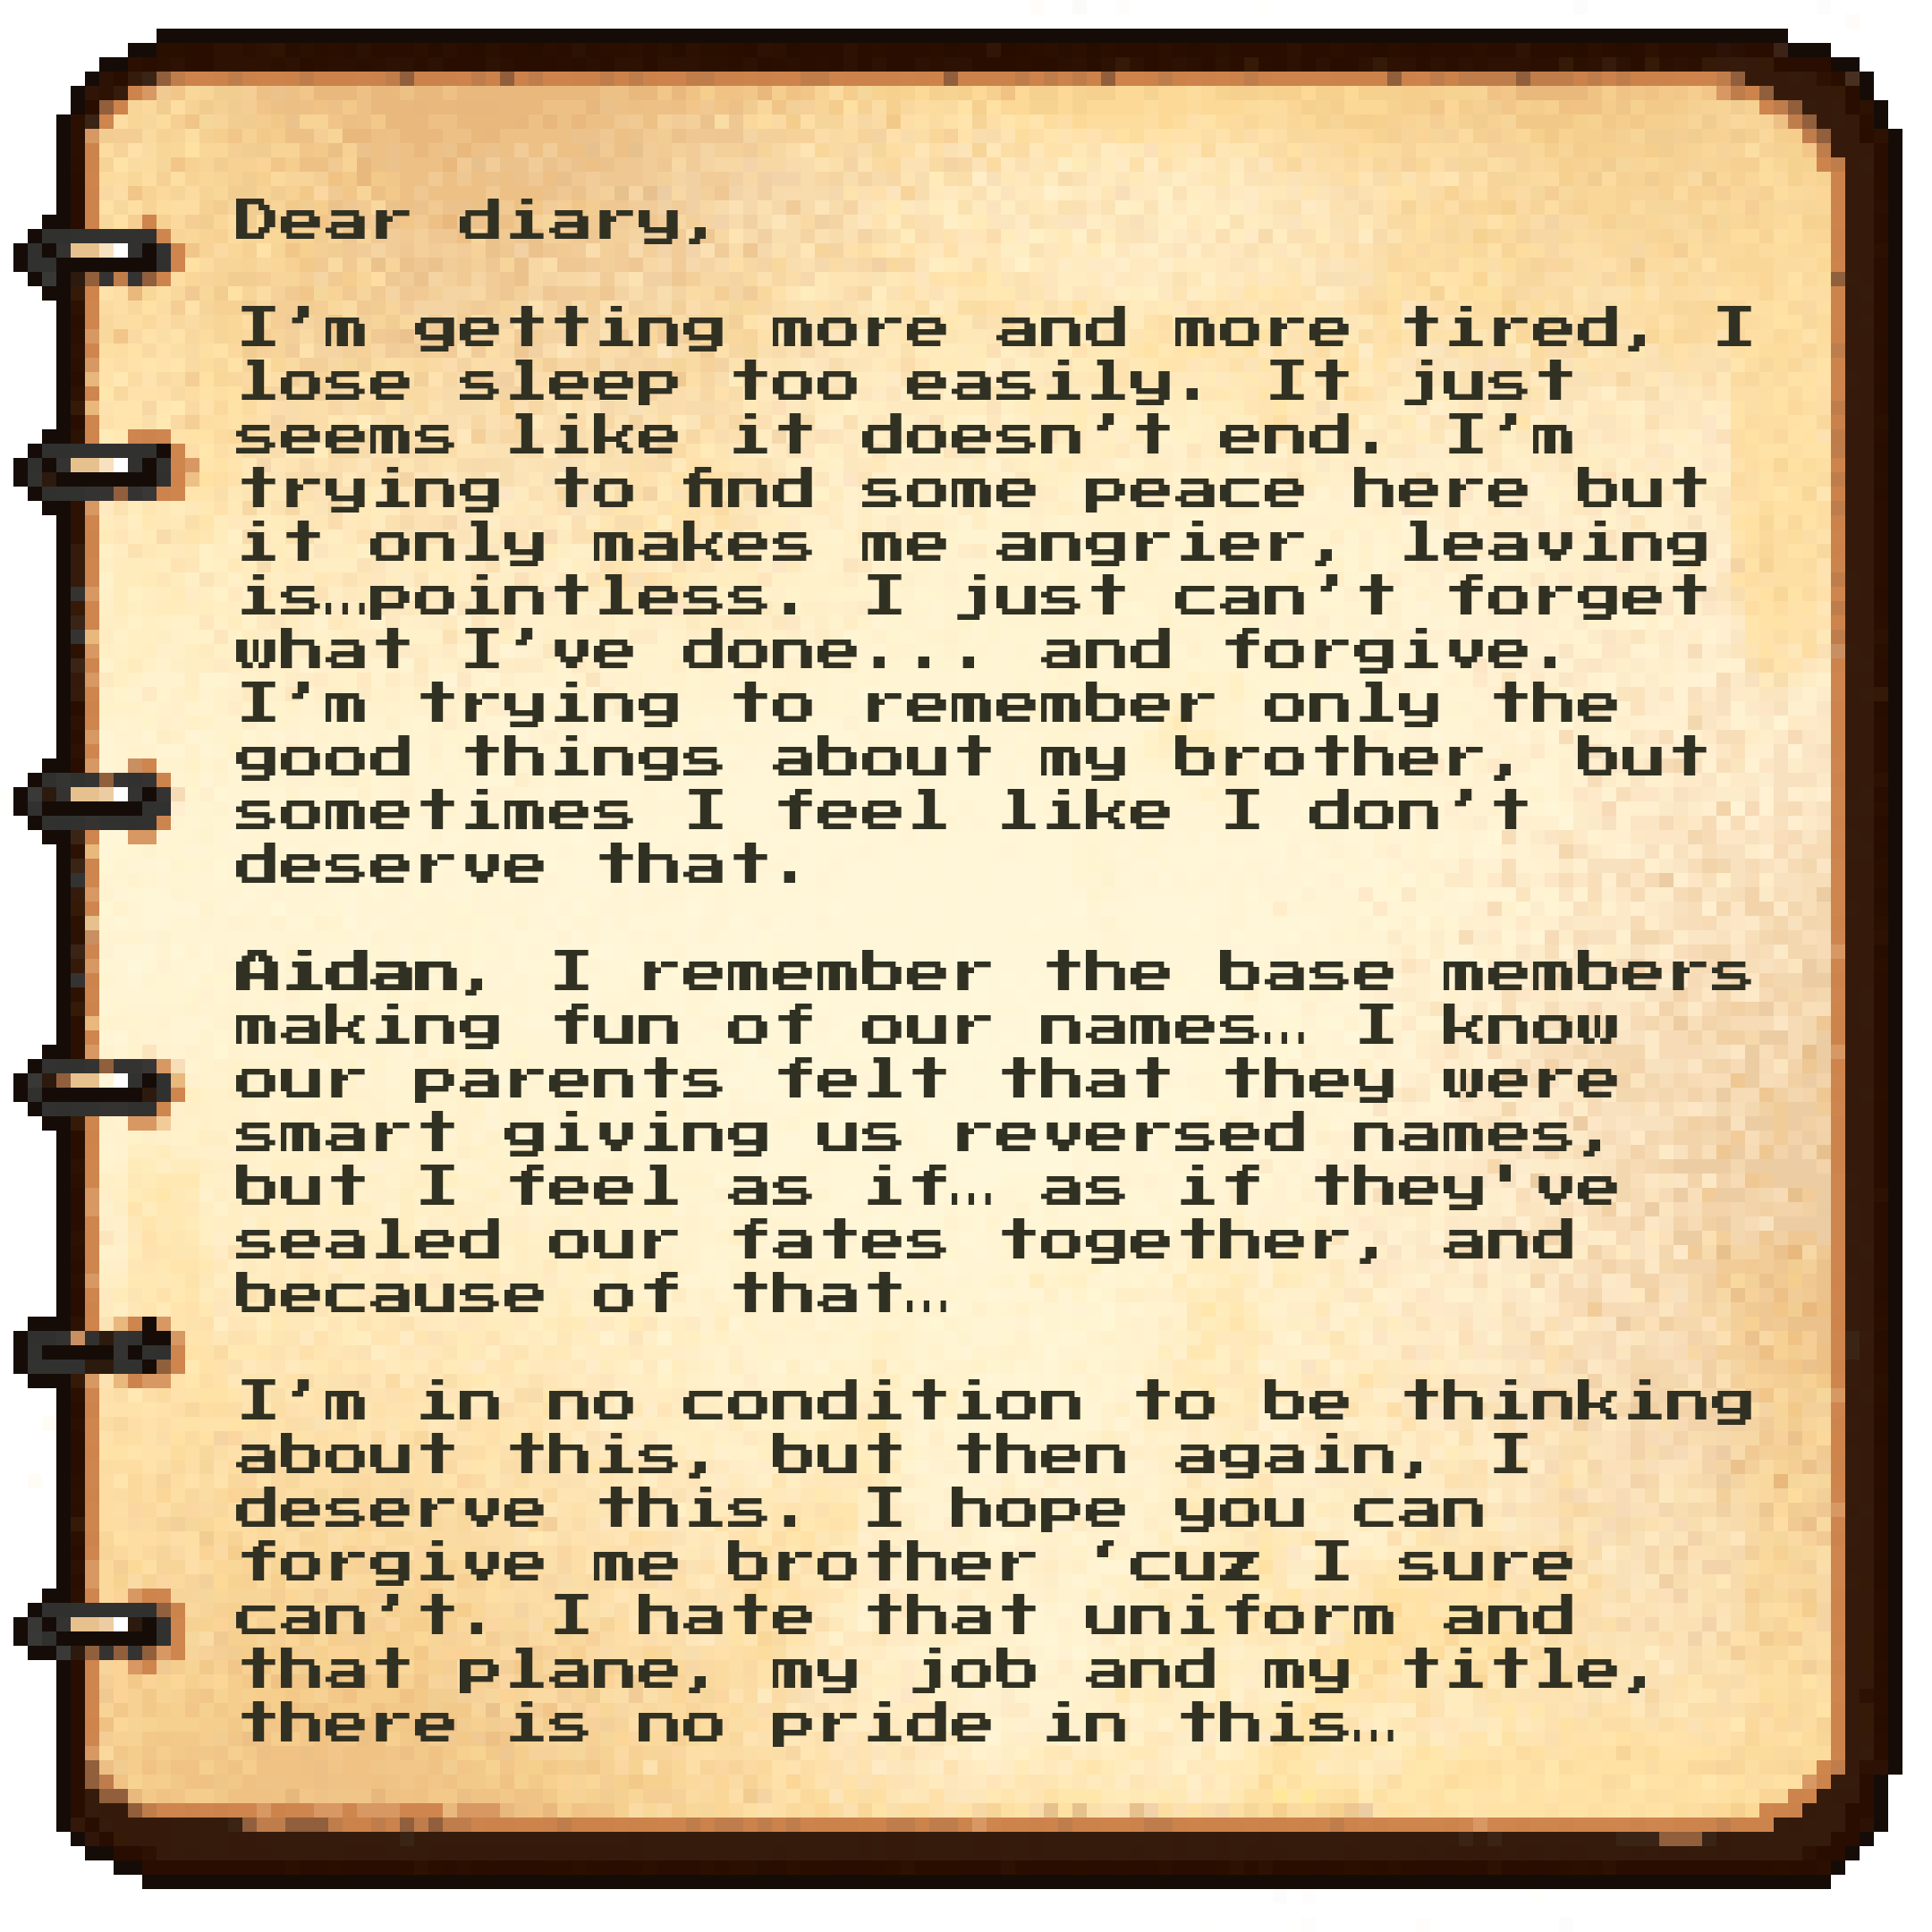 Dear diary,
I’m getting more and more tired, I
lose sleep too easily. It just
seems like it doesn’t end. I’m
trying to find some peace here but
it only makes me angrier, leaving
is…pointless. I just can’t forget
what I’ve done... and forgive.
I’m trying to remember only the
good things about my brother, but
sometimes I feel like I don’t
deserve that.
Aidan, I remember the base members
making fun of our names… I know
our parents felt that they were
smart giving us reversed names,
but I feel as if… as if they've
sealed our fates together, and
because of that…
I’m in no condition to be thinking
about this, but then again, I
deserve this. I hope you can
forgive me brother ‘cuz I sure
can’t. I hate that uniform and
that plane, my job and my title,
there is no pride in this…